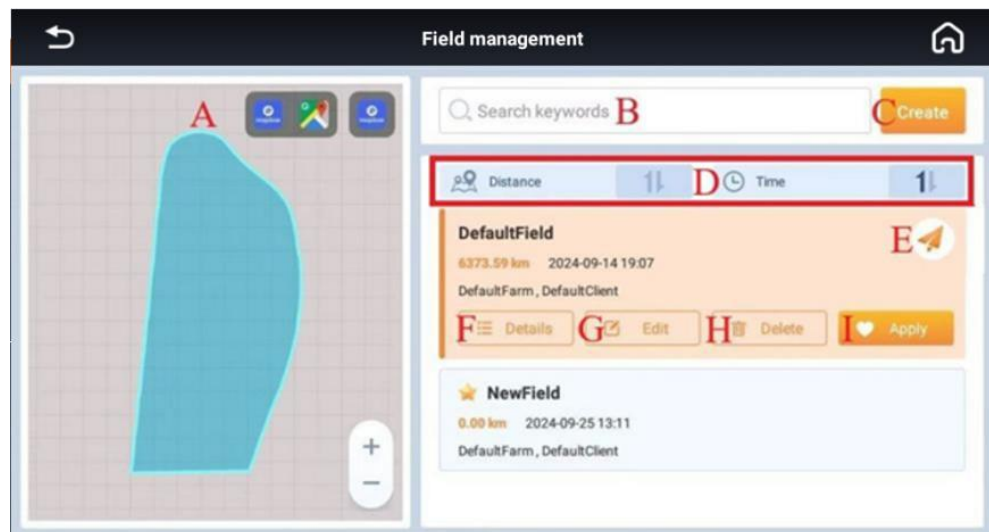 Field management
A
Search keywords B
C Create
Distance D Time
DefaultField
E
6373.59 km 2024-09-14 19:07
DefaultFarm , DefaultClient
F Details G Edit H Delete I Apply
NewField
0.00 km 2024-09-25 13:11
DefaultFarm , DefaultClient
+
−